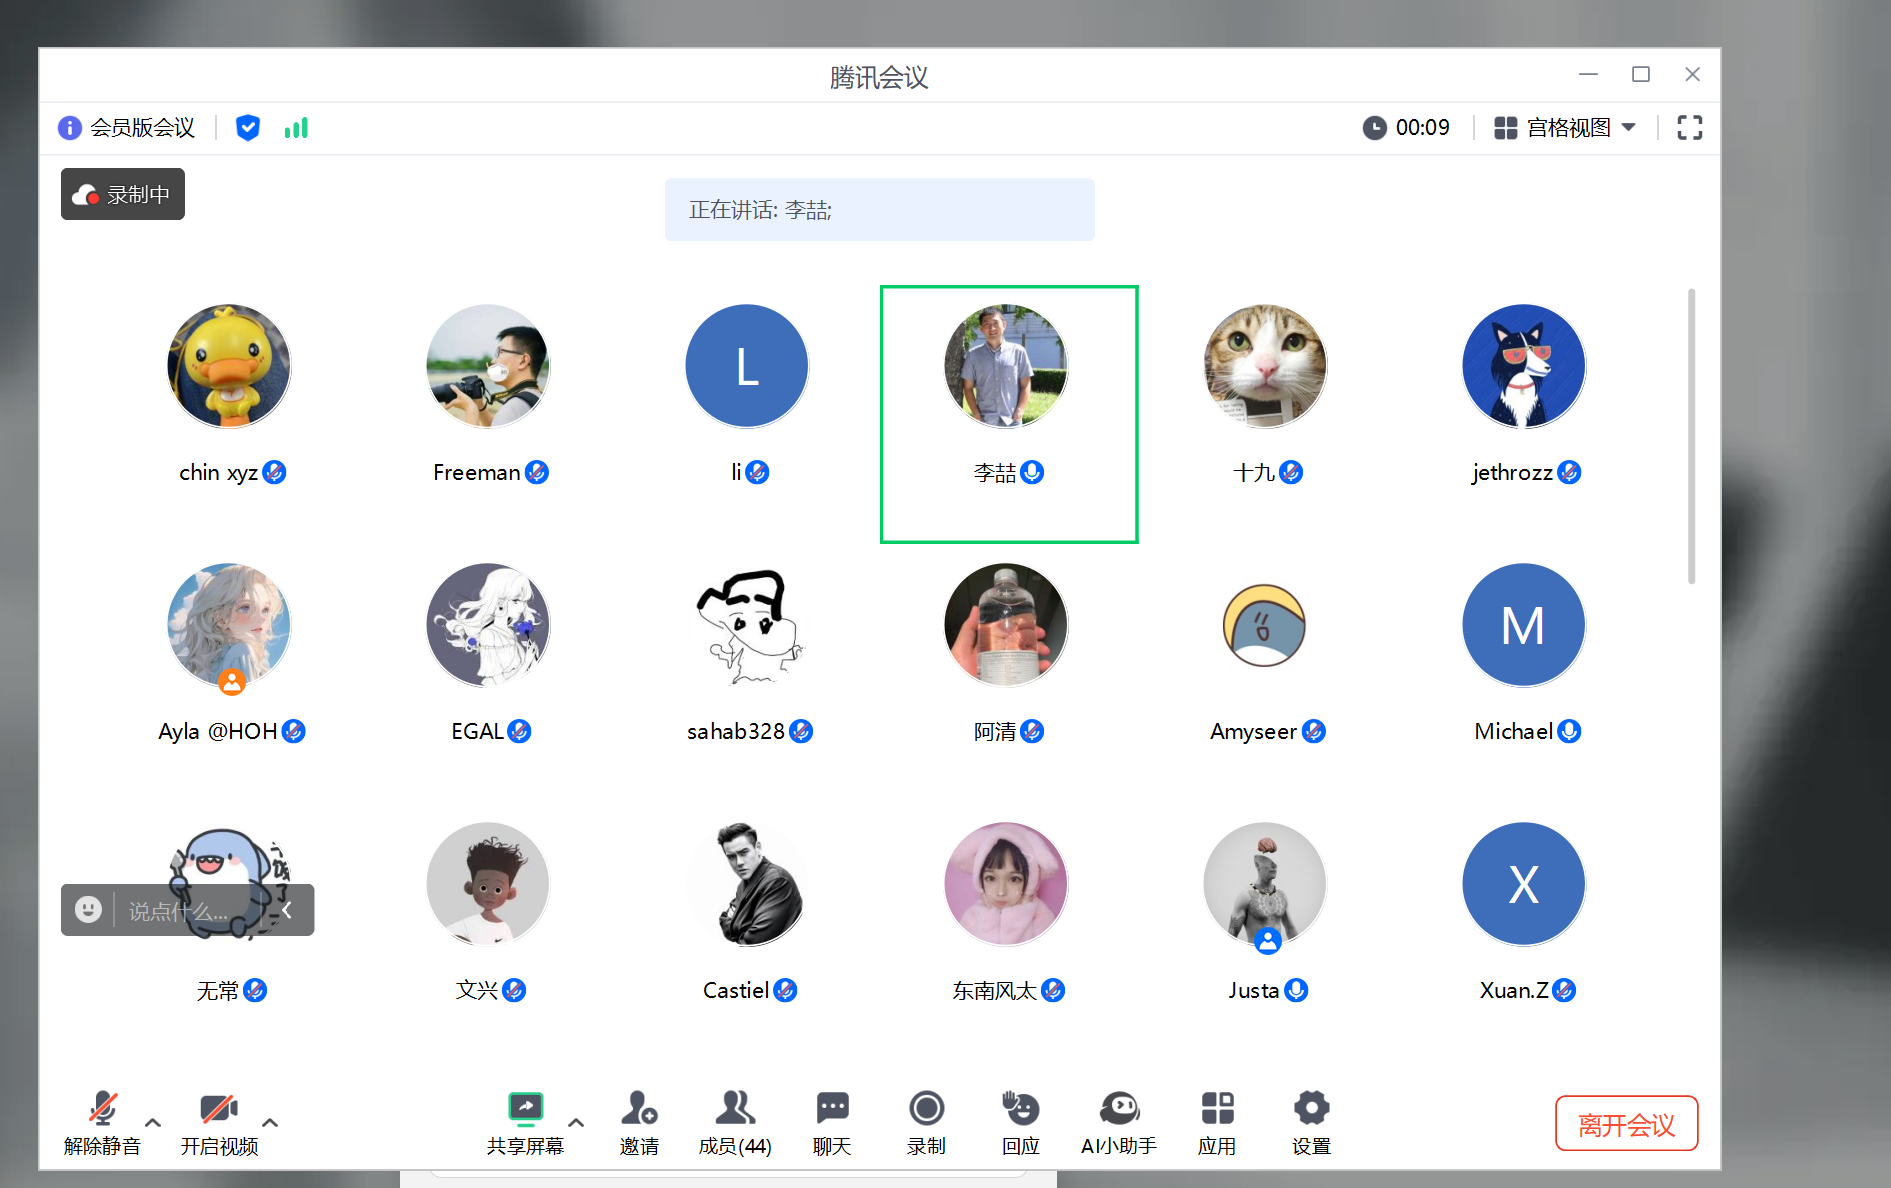 腾讯会议
会员版会议
00:09
宫格视图
录制中
正在讲话: 李喆;
L
chin xyz
Freeman
li
李喆
十九
jethrozz
M
Ayla @HOH
EGAL
sahab328
阿清
Amyseer
Michael
说点什么...
X
无常
文兴
Castiel
东南风太
Justa
Xuan.Z
解除静音
开启视频
共享屏幕
邀请
成员(44)
聊天
录制
回应
AI小助手
应用
设置
离开会议